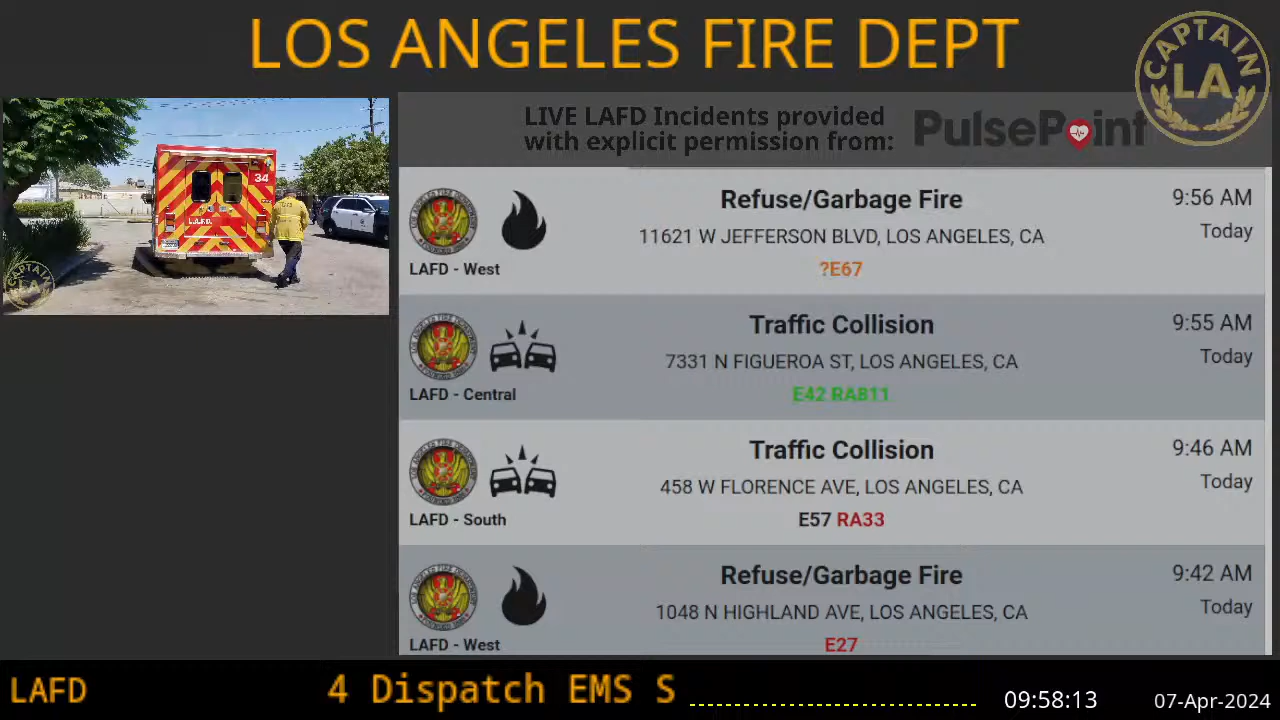 LOS ANGELES FIRE DEPT
CAPTAIN
LA
LIVE LAFD Incidents provided
with explicit permission from:
PulsePoint
34
L.A.F.D.
CAPTAIN
LA
Refuse/Garbage Fire
9:56 AM
11621 W JEFFERSON BLVD, LOS ANGELES, CA
Today
LAFD - West
?E67
Traffic Collision
9:55 AM
7331 N FIGUEROA ST, LOS ANGELES, CA
Today
LAFD - Central
E42 RA811
Traffic Collision
9:46 AM
458 W FLORENCE AVE, LOS ANGELES, CA
Today
LAFD - South
E57 RA33
Refuse/Garbage Fire
9:42 AM
1048 N HIGHLAND AVE, LOS ANGELES, CA
Today
LAFD - West
E27
LAFD
4 Dispatch EMS S
09:58:13
07-Apr-2024